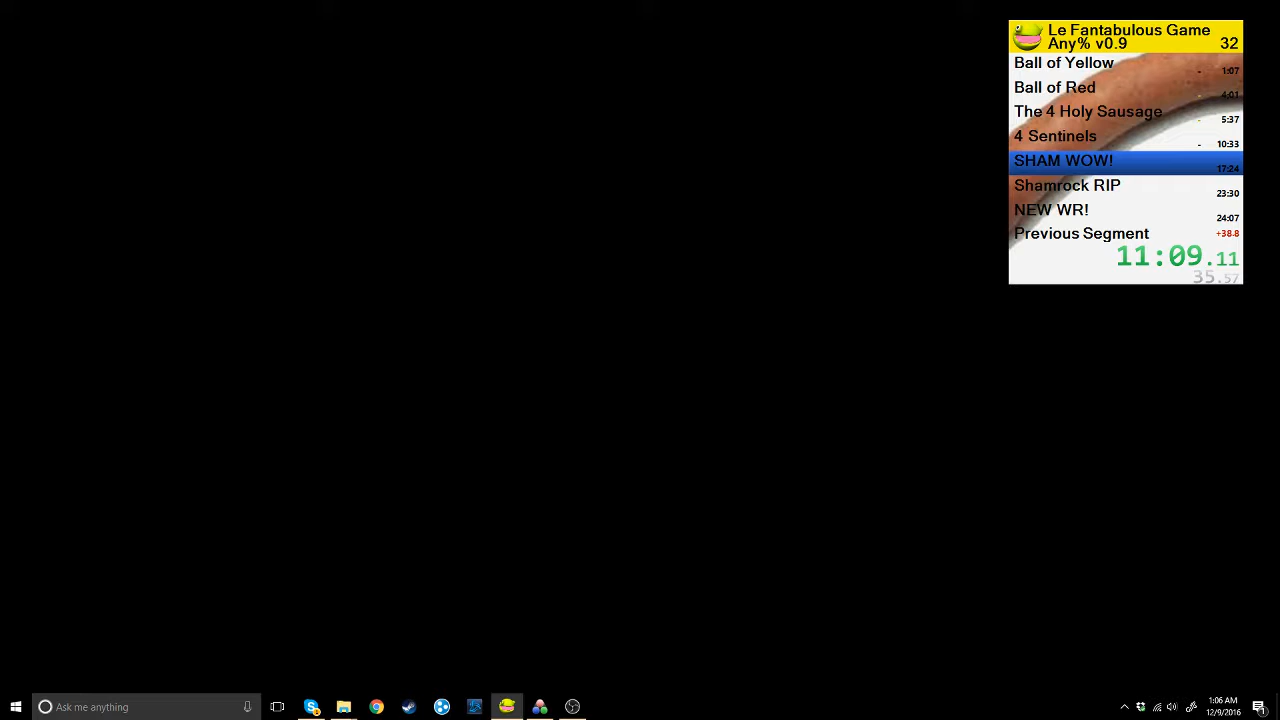 Le Fantabulous Game
Any% v0.9 32
Ball of Yellow - 1:07
Ball of Red - 4:01
The 4 Holy Sausage - 5:37
4 Sentinels - 10:33
SHAM WOW! 17:24
Shamrock RIP 23:30
NEW WR! 24:07
Previous Segment +38.8
11:09.11
35.57
Ask me anything
1:06 AM
12/9/2016